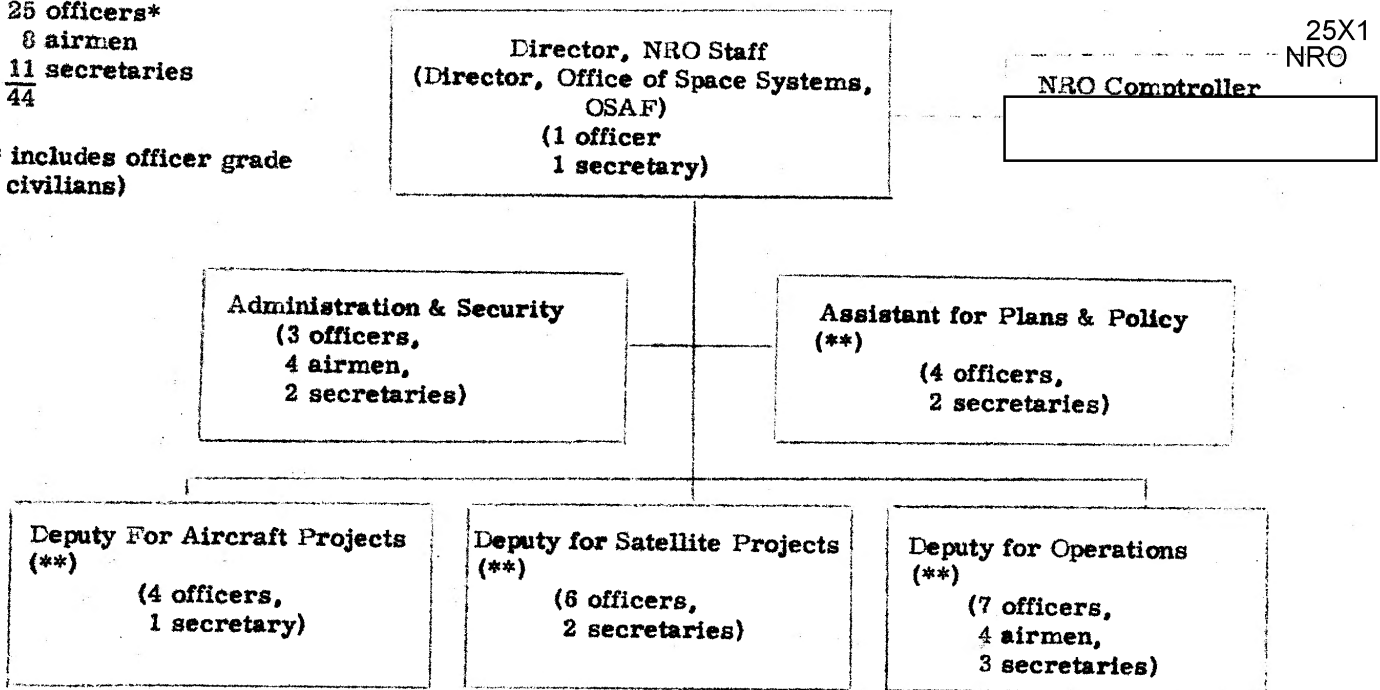 25 officers*
8 airmen
11 secretaries
44
* includes officer grade
civilians)
Director, NRO Staff
(Director, Office of Space Systems,
OSAF)
(1 officer
1 secretary)
25X1
NRO
NRO Comptroller
Administration & Security
(3 officers,
4 airmen,
2 secretaries)
Assistant for Plans & Policy
(**)
(4 officers,
2 secretaries)
Deputy For Aircraft Projects
(**)
(4 officers,
1 secretary)
Deputy for Satellite Projects
(**)
(6 officers,
2 secretaries)
Deputy for Operations
(**)
(7 officers,
4 airmen,
3 secretaries)